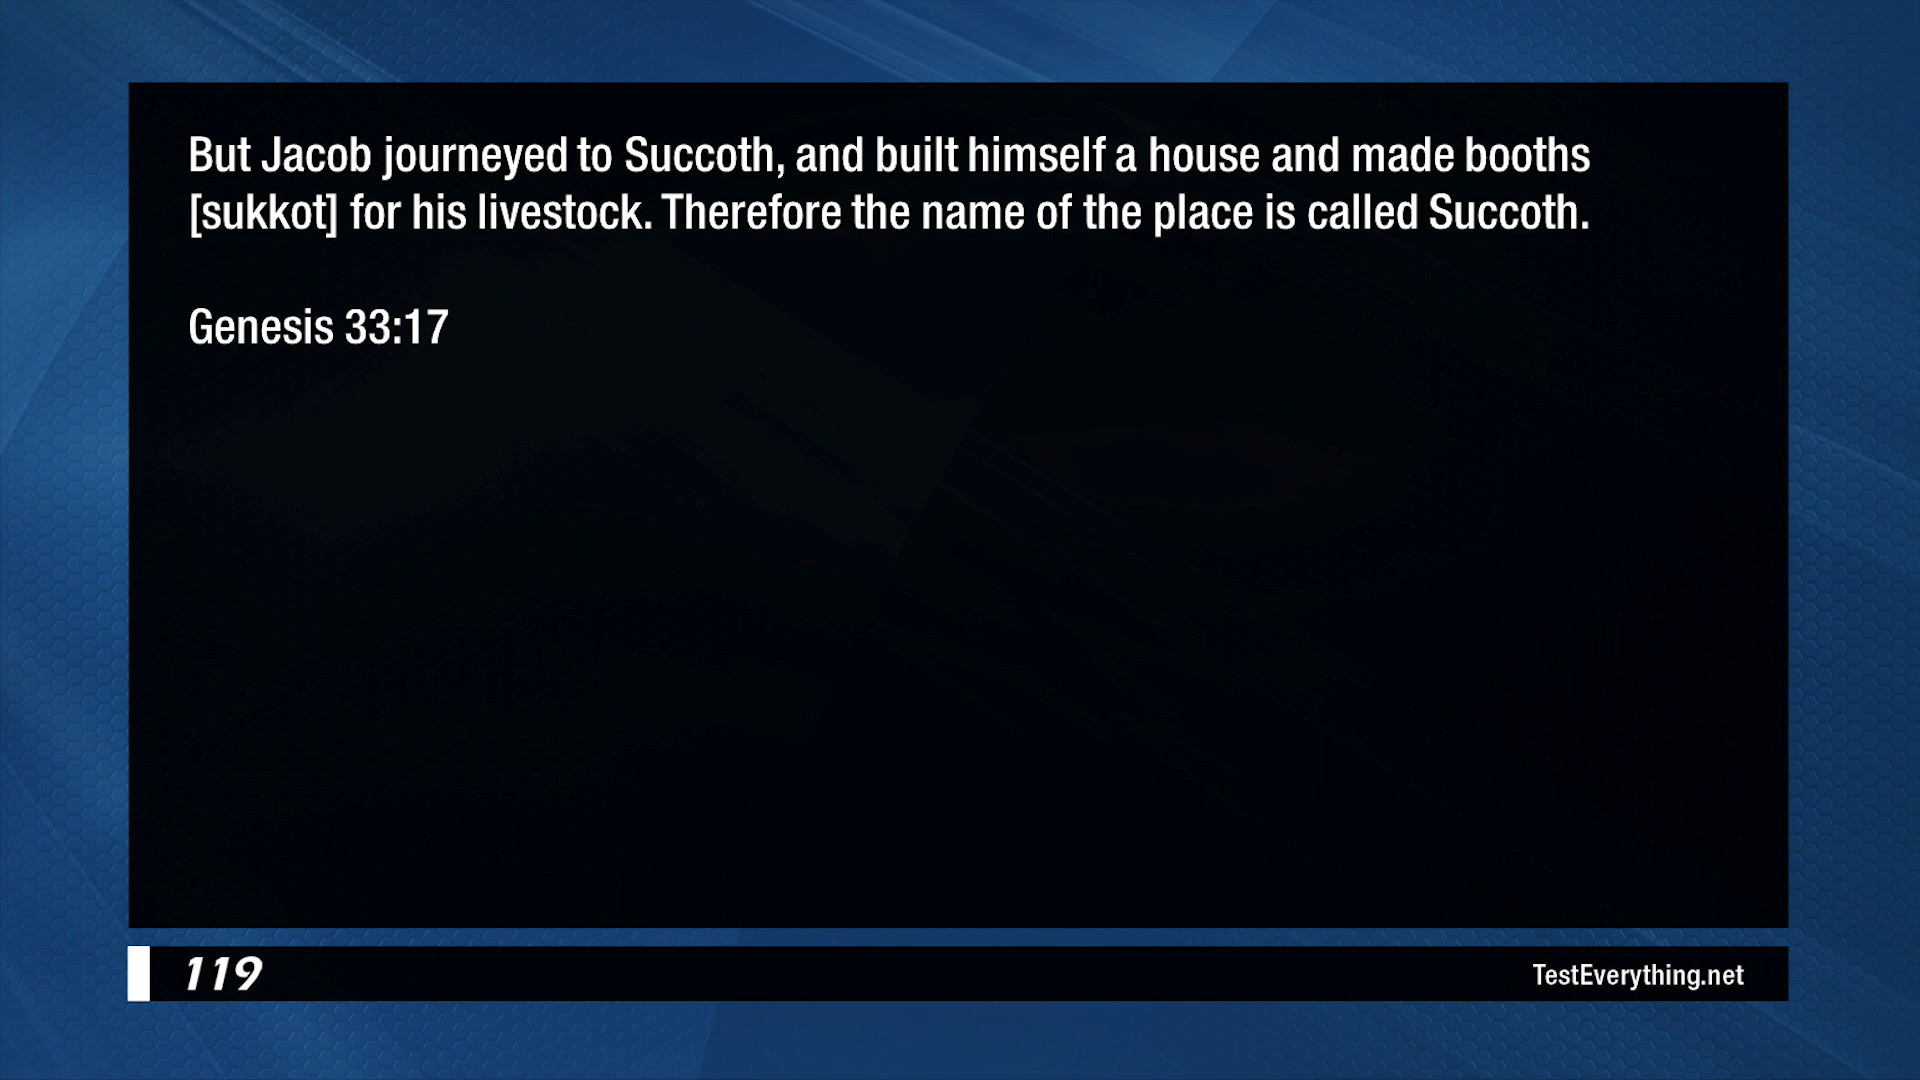 But Jacob journeyed to Succoth, and built himself a house and made booths
[sukkot] for his livestock. Therefore the name of the place is called Succoth.
Genesis 33:17
119
TestEverything.net